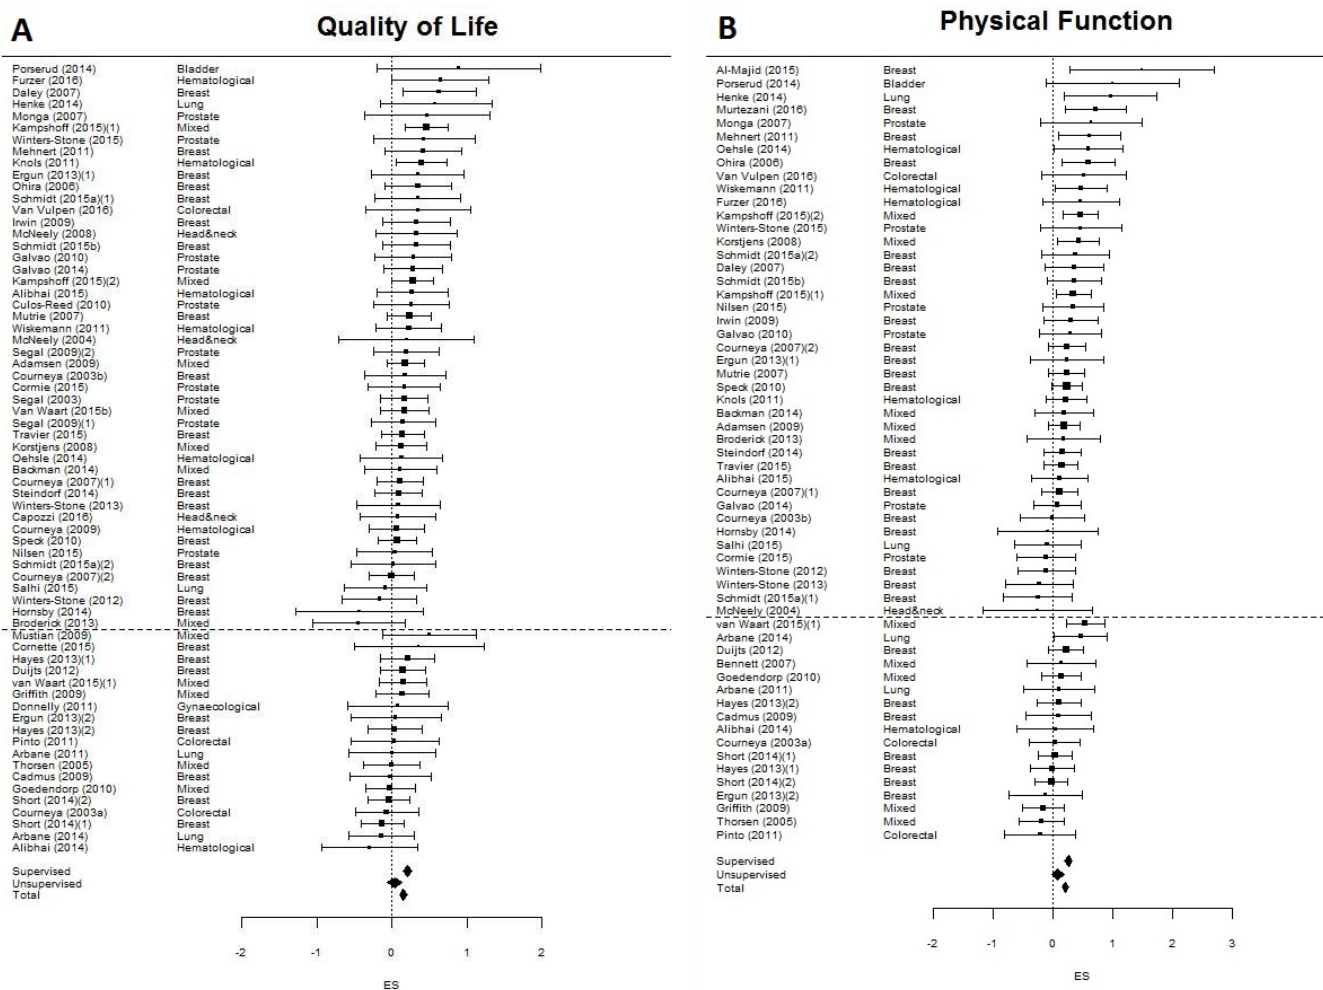 A
Quality of Life
Porserud (2014) Bladder
Furzer (2016) Hematological
Daley (2007) Breast
Henke (2014) Lung
Monga (2007) Prostate
Kampshoff (2015)(1) Mixed
Winters-Stone (2015) Prostate
Mehnert (2011) Breast
Knols (2011) Hematological
Ergun (2013)(1) Breast
Ohira (2006) Breast
Schmidt (2015a)(1) Breast
Van Vulpen (2016) Colorectal
Irwin (2009) Breast
McNeely (2008) Head&neck
Schmidt (2015b) Breast
Galvao (2010) Prostate
Galvao (2014) Prostate
Kampshoff (2015)(2) Mixed
Alibhai (2015) Hematological
Culos-Reed (2010) Prostate
Mutrie (2007) Breast
Wiskemann (2011) Hematological
McNeely (2004) Head&neck
Segal (2009)(2) Prostate
Adamsen (2009) Mixed
Courneya (2003b) Breast
Cormie (2015) Prostate
Segal (2003) Prostate
Van Waart (2015b) Mixed
Segal (2009)(1) Prostate
Travier (2015) Breast
Korstjens (2008) Mixed
Oehsle (2014) Hematological
Backman (2014) Mixed
Courneya (2007)(1) Breast
Steindorf (2014) Breast
Winters-Stone (2013) Breast
Capozzi (2016) Head&neck
Courneya (2009) Hematological
Speck (2010) Breast
Nilsen (2015) Prostate
Schmidt (2015a)(2) Breast
Courneya (2007)(2) Breast
Salhi (2015) Lung
Winters-Stone (2012) Breast
Hornsby (2014) Breast
Broderick (2013) Mixed
Mustian (2009) Mixed
Cornette (2015) Breast
Hayes (2013)(1) Breast
Duijts (2012) Breast
van Waart (2015)(1) Mixed
Griffith (2009) Mixed
Donnelly (2011) Gynaecological
Ergun (2013)(2) Breast
Hayes (2013)(2) Breast
Pinto (2011) Colorectal
Arbane (2011) Lung
Thorsen (2005) Mixed
Cadmus (2009) Breast
Goedendorp (2010) Mixed
Short (2014)(2) Breast
Courneya (2003a) Colorectal
Short (2014)(1) Breast
Arbane (2014) Lung
Alibhai (2014) Hematological
Supervised
Unsupervised
Total
-2 -1 0 1 2
ES
B
Physical Function
Al-Majid (2015) Breast
Porserud (2014) Bladder
Henke (2014) Lung
Murtezani (2016) Breast
Monga (2007) Prostate
Mehnert (2011) Breast
Oehsle (2014) Hematological
Ohira (2006) Breast
Van Vulpen (2016) Colorectal
Wiskemann (2011) Hematological
Furzer (2016) Hematological
Kampshoff (2015)(2) Mixed
Winters-Stone (2015) Prostate
Korstjens (2008) Mixed
Schmidt (2015a)(2) Breast
Daley (2007) Breast
Schmidt (2015b) Breast
Kampshoff (2015)(1) Mixed
Nilsen (2015) Prostate
Irwin (2009) Breast
Galvao (2010) Prostate
Courneya (2007)(2) Breast
Ergun (2013)(1) Breast
Mutrie (2007) Breast
Speck (2010) Breast
Knols (2011) Hematological
Backman (2014) Mixed
Adamsen (2009) Mixed
Broderick (2013) Mixed
Steindorf (2014) Breast
Travier (2015) Breast
Alibhai (2015) Hematological
Courneya (2007)(1) Breast
Galvao (2014) Prostate
Courneya (2003b) Breast
Hornsby (2014) Breast
Salhi (2015) Lung
Cormie (2015) Prostate
Winters-Stone (2012) Breast
Winters-Stone (2013) Breast
Schmidt (2015a)(1) Breast
McNeely (2004) Head&neck
van Waart (2015)(1) Mixed
Arbane (2014) Lung
Duijts (2012) Breast
Bennett (2007) Mixed
Goedendorp (2010) Mixed
Arbane (2011) Lung
Hayes (2013)(2) Breast
Cadmus (2009) Breast
Alibhai (2014) Hematological
Courneya (2003a) Colorectal
Short (2014)(1) Breast
Hayes (2013)(1) Breast
Short (2014)(2) Breast
Ergun (2013)(2) Breast
Griffith (2009) Mixed
Thorsen (2005) Mixed
Pinto (2011) Colorectal
Supervised
Unsupervised
Total
-2 -1 0 1 2 3
ES